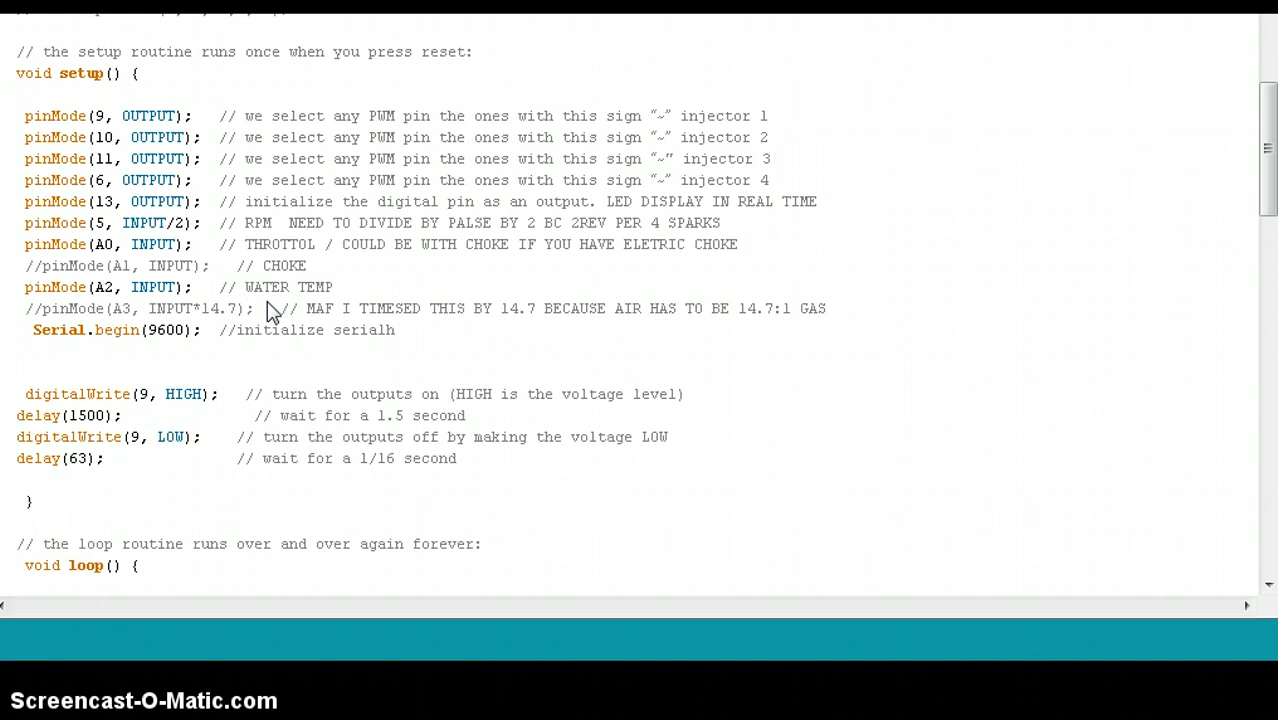 // the setup routine runs once when you press reset:
void setup() {
pinMode(9, OUTPUT);   // we select any PWM pin the ones with this sign “~” injector 1
pinMode(10, OUTPUT);   // we select any PWM pin the ones with this sign “~” injector 2
pinMode(11, OUTPUT);   // we select any PWM pin the ones with this sign “~” injector 3
pinMode(6, OUTPUT);   // we select any PWM pin the ones with this sign “~” injector 4
pinMode(13, OUTPUT);  // initialize the digital pin as an output. LED DISPLAY IN REAL TIME
pinMode(5, INPUT/2);  // RPM  NEED TO DIVIDE BY PALSE BY 2 BC 2REV PER 4 SPARKS
pinMode(A0, INPUT);   // THROTTOL / COULD BE WITH CHOKE IF YOU HAVE ELETRIC CHOKE
//pinMode(A1, INPUT);   // CHOKE
pinMode(A2, INPUT);   // WATER TEMP
//pinMode(A3, INPUT*14.7);   // MAF I TIMESED THIS BY 14.7 BECAUSE AIR HAS TO BE 14.7:1 GAS
Serial.begin(9600);  //initialize serialh
digitalWrite(9, HIGH);   // turn the outputs on (HIGH is the voltage level)
delay(1500);               // wait for a 1.5 second
digitalWrite(9, LOW);    // turn the outputs off by making the voltage LOW
delay(63);               // wait for a 1/16 second
}
// the loop routine runs over and over again forever:
void loop() {
Screencast-O-Matic.com